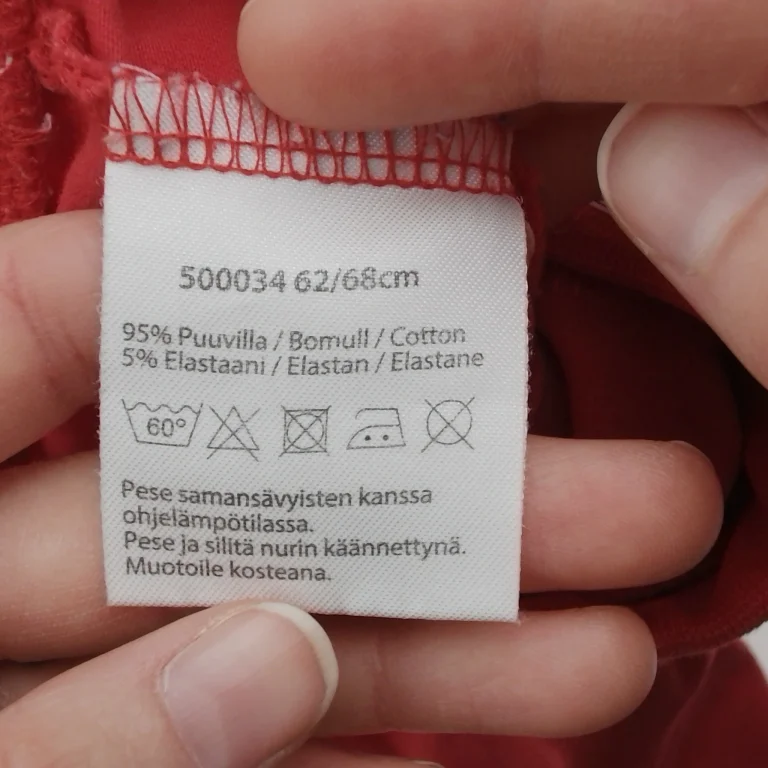 500034 62/68cm
95% Puuvilla / Bomull / Cotton
5% Elastaani / Elastan / Elastane
60°
Pese samansävyisten kanssa
ohjelämpötilassa.
Pese ja silitä nurin käännettynä.
Muotoile kosteana.